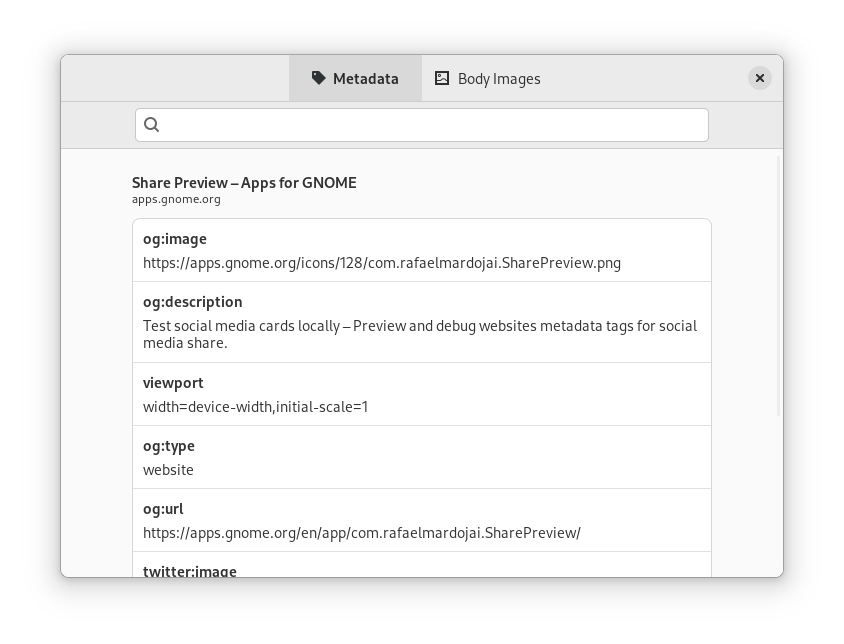 Metadata
Body Images
Share Preview – Apps for GNOME
apps.gnome.org
og:image
https://apps.gnome.org/icons/128/com.rafaelmardojai.SharePreview.png
og:description
Test social media cards locally – Preview and debug websites metadata tags for social
media share.
viewport
width=device-width,initial-scale=1
og:type
website
og:url
https://apps.gnome.org/en/app/com.rafaelmardojai.SharePreview/
twitter:image